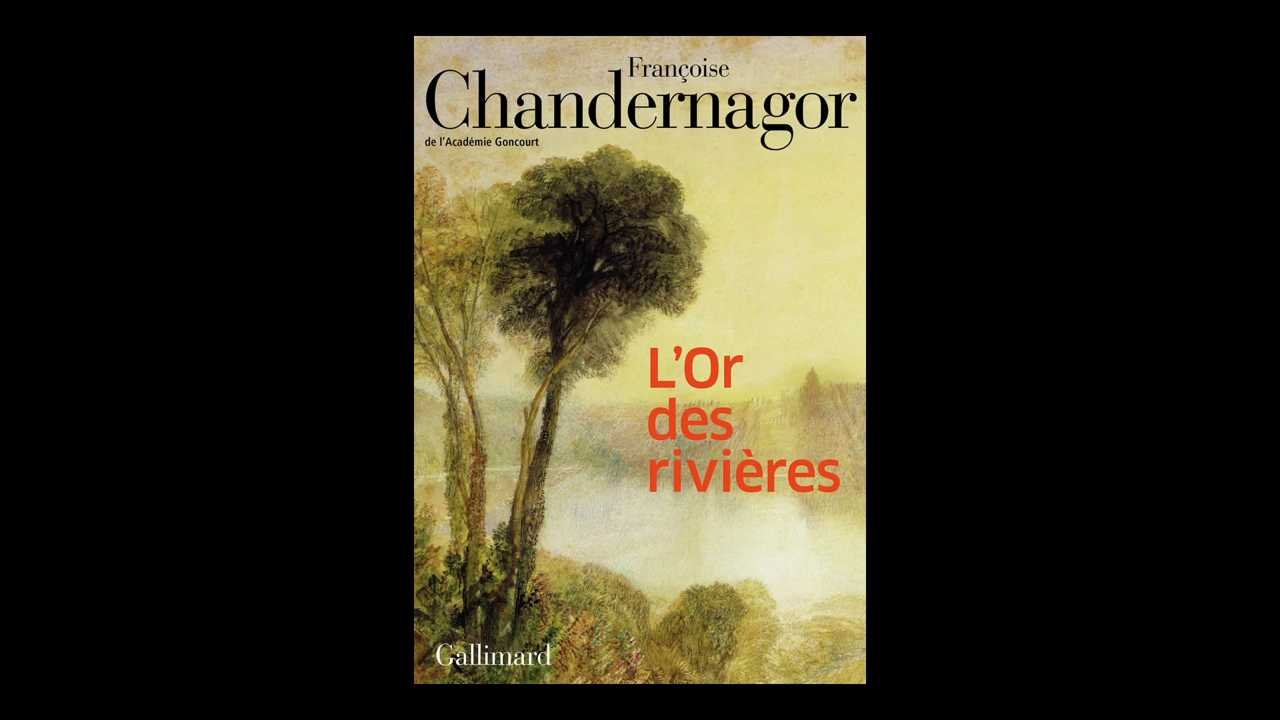 Françoise
Chandernagor
de l'Académie Goncourt
L'Or
des
rivières
Gallimard